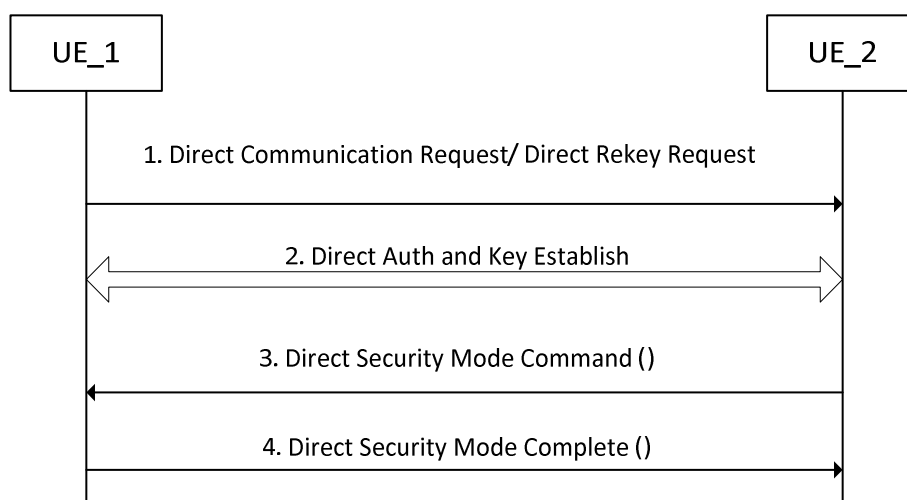 UE_1
UE_2
1. Direct Communication Request/ Direct Rekey Request
2. Direct Auth and Key Establish
3. Direct Security Mode Command ()
4. Direct Security Mode Complete ()